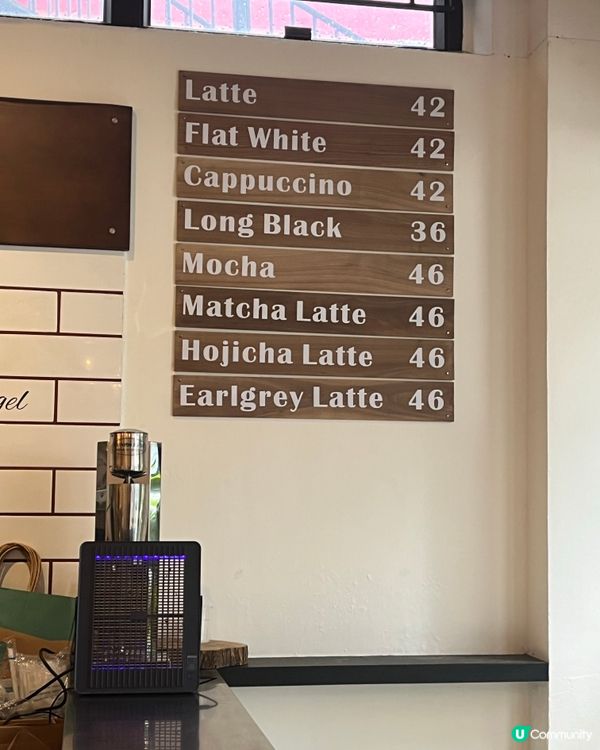 Latte 42
Flat White 42
Cappuccino 42
Long Black 36
Mocha 46
Matcha Latte 46
Hojicha Latte 46
Earlgrey Latte 46
gel
U Community